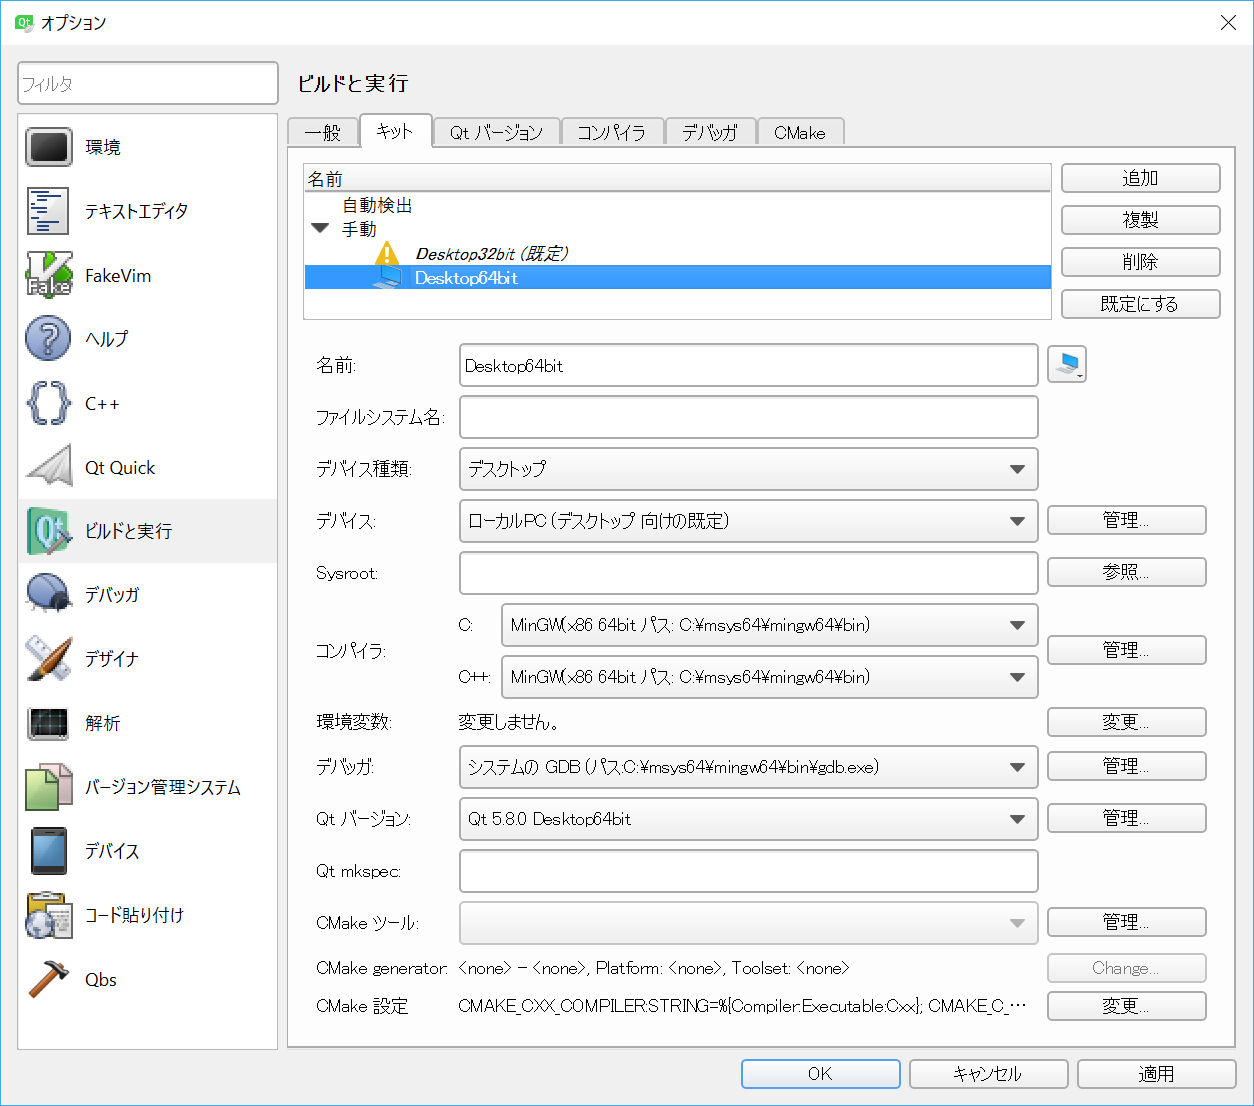 オプション
フィルタ
環境
テキストエディタ
FakeVim
ヘルプ
C++
Qt Quick
ビルドと実行
デバッガ
デザイナ
解析
バージョン管理システム
デバイス
コード貼り付け
Qbs
ビルドと実行
一般 キット Qt バージョン コンパイラ デバッガ CMake
名前
自動検出
手動
Desktop32bit (既定)
Desktop64bit
追加
複製
削除
既定にする
名前: Desktop64bit
ファイルシステム名:
デバイス種類: デスクトップ
デバイス: ローカルPC (デスクトップ 向けの既定) 管理...
Sysroot: 参照...
コンパイラ:
C: MinGW(x86 64bit パス: C:¥msys64¥mingw64¥bin)
C++: MinGW(x86 64bit パス: C:¥msys64¥mingw64¥bin)
管理...
環境変数: 変更しません。 変更...
デバッガ: システムの GDB (パス:C:¥msys64¥mingw64¥bin¥gdb.exe) 管理...
Qt バージョン: Qt 5.8.0 Desktop64bit 管理...
Qt mkspec:
CMake ツール: 管理...
CMake generator: <none> - <none>, Platform: <none>, Toolset: <none> Change...
CMake 設定 CMAKE_CXX_COMPILER:STRING=%{Compiler:Executable:Cxx}; CMAKE_C_… 変更...
OK キャンセル 適用